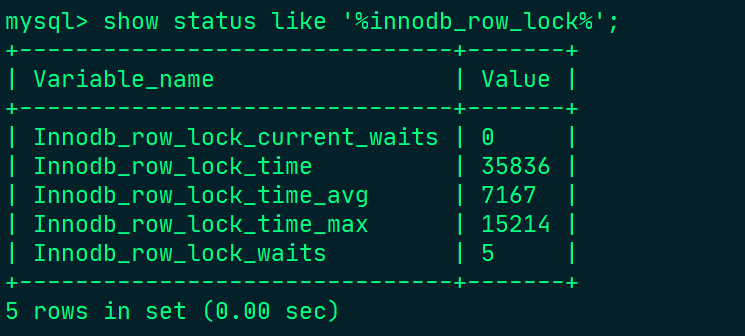 mysql> show status like '%innodb_row_lock%';
+-------------------------------+-------+
| Variable_name                 | Value |
+-------------------------------+-------+
| Innodb_row_lock_current_waits | 0     |
| Innodb_row_lock_time          | 35836 |
| Innodb_row_lock_time_avg      | 7167  |
| Innodb_row_lock_time_max      | 15214 |
| Innodb_row_lock_waits         | 5     |
+-------------------------------+-------+
5 rows in set (0.00 sec)